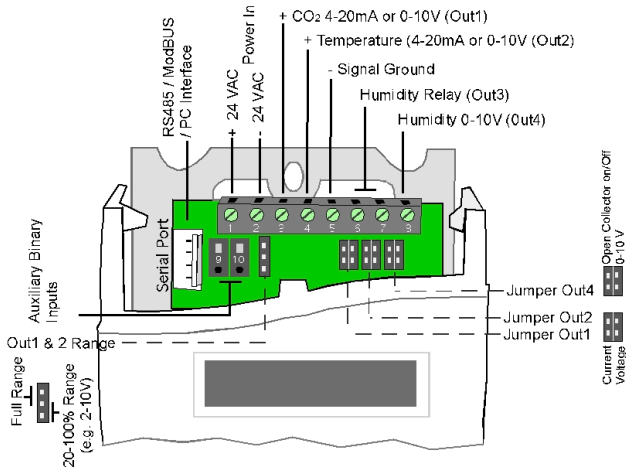 + CO₂ 4-20mA or 0-10V (Out1)
+ Temperature (4-20mA or 0-10V (Out2)
- Signal Ground
Humidity Relay (Out3)
Humidity 0-10V (Out4)
RS485 / ModBUS
/ PC Interface
+ 24 VAC
- 24 VAC
Power In
1 2 3 4 5 6 7 8
Serial Port
9 10
Auxiliary Binary
Inputs
Out1 & 2 Range
Full Range
20-100% Range
(e.g. 2-10V)
Jumper Out4
Jumper Out2
Jumper Out1
Open Collector on/Off
0-10 V
Current
Voltage